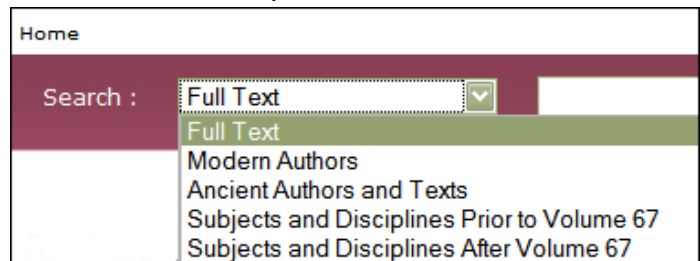 Home
Search : Full Text
Full Text
Modern Authors
Ancient Authors and Texts
Subjects and Disciplines Prior to Volume 67
Subjects and Disciplines After Volume 67